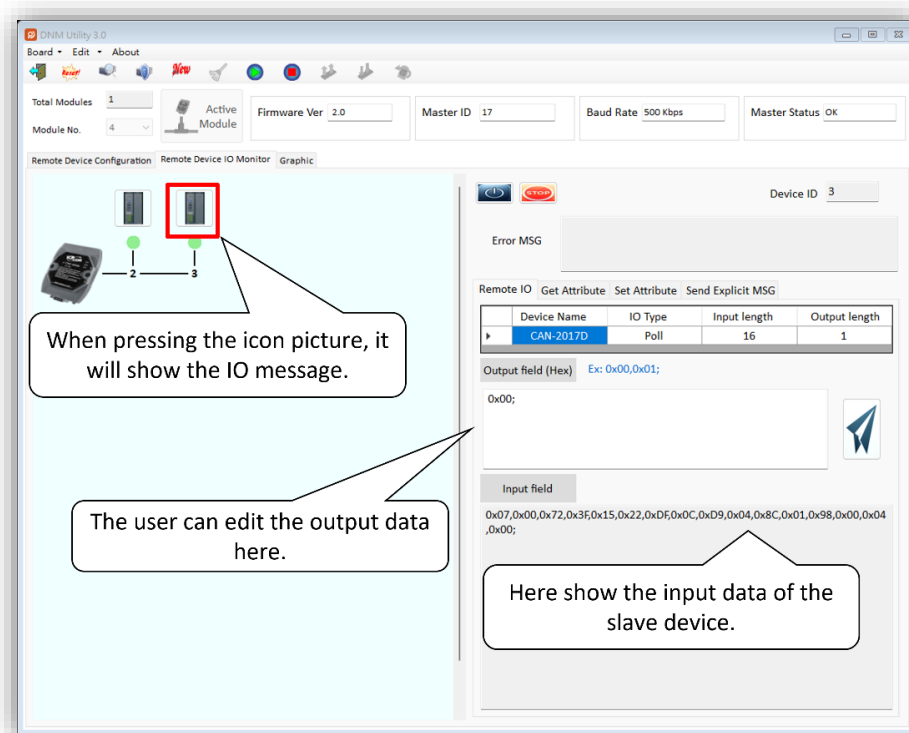 DNM Utility 3.0
Board Edit About
Reset! New
Total Modules 1
Module No. 4
Active
Module
Firmware Ver 2.0
Master ID 17
Baud Rate 500 Kbps
Master Status OK
Remote Device Configuration Remote Device IO Monitor Graphic
2 3
When pressing the icon picture, it
will show the IO message.
The user can edit the output data
here.
STOP
Device ID 3
Error MSG
Remote IO Get Attribute Set Attribute Send Explicit MSG
Device Name IO Type Input length Output length
CAN-2017D Poll 16 1
Output field (Hex) Ex: 0x00,0x01;
0x00;
Input field
0x07,0x00,0x72,0x3F,0x15,0x22,0xDF,0x0C,0xD9,0x04,0x8C,0x01,0x98,0x00,0x04
,0x00;
Here show the input data of the
slave device.